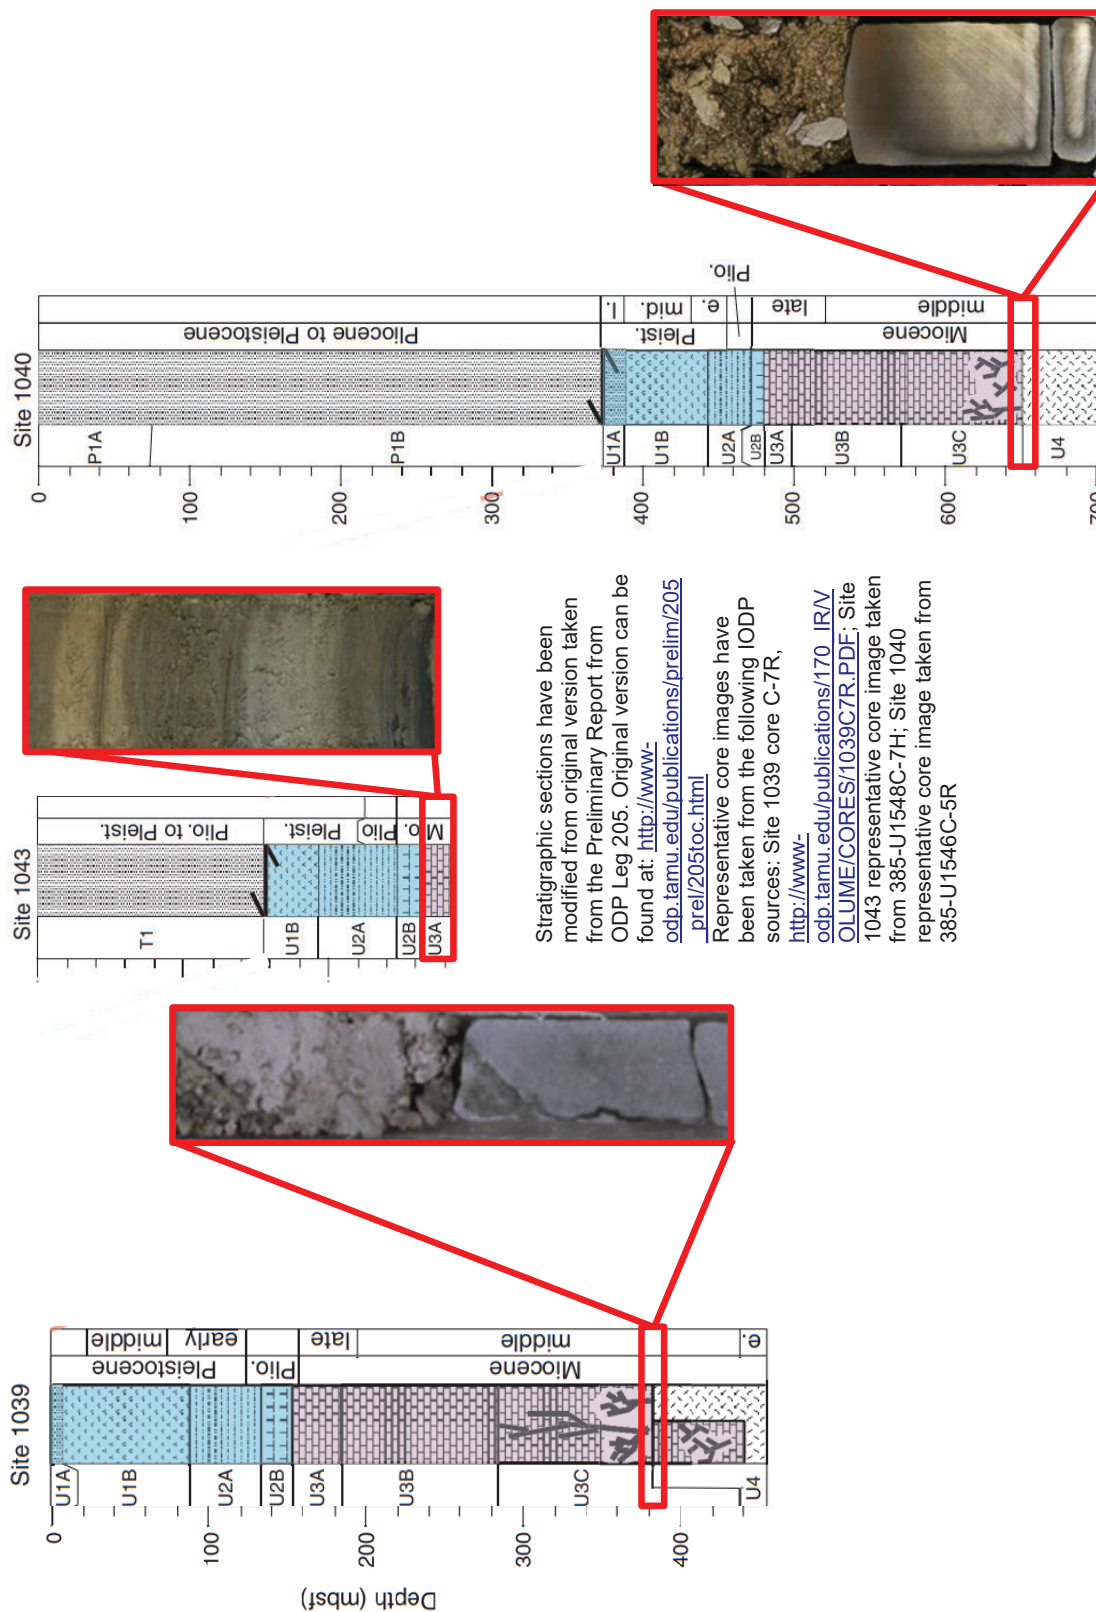 Site 1039
Depth (mbsf)
0
100
200
300
400
U1A
U1B
U2A
U2B
U3A
U3B
U3C
U4
Pleistocene
Plio.
Miocene
middle
early
late
middle
e.
Site 1043
T1
U1B
U2A
U2B
U3A
Plio. to Pleist.
Pleist.
Plio
Mio.
Site 1040
0
100
200
300
400
500
600
700
P1A
P1B
U1A
U1B
U2A
U2B
U3A
U3B
U3C
U4
Pliocene to Pleistocene
Pleist.
Miocene
l.
mid.
e.
Plio.
late
middle
Stratigraphic sections have been
modified from original version taken
from the Preliminary Report from
ODP Leg 205. Original version can be
found at: http://www-
odp.tamu.edu/publications/prelim/205
_prel/205toc.html
Representative core images have
been taken from the following IODP
sources: Site 1039 core C-7R,
http://www-
odp.tamu.edu/publications/170_IR/V
OLUME/CORES/1039C7R.PDF; Site
1043 representative core image taken
from 385-U1548C-7H; Site 1040
representative core image taken from
385-U1546C-5R